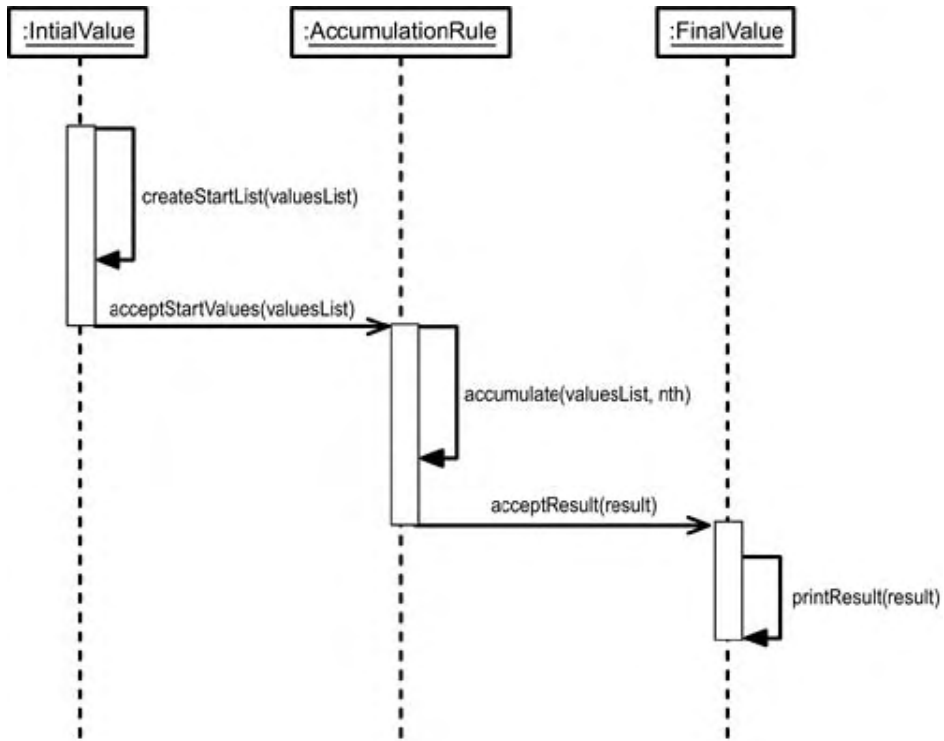 :IntialValue
:AccumulationRule
:FinalValue
createStartList(valuesList)
acceptStartValues(valuesList)
accumulate(valuesList, nth)
acceptResult(result)
printResult(result)